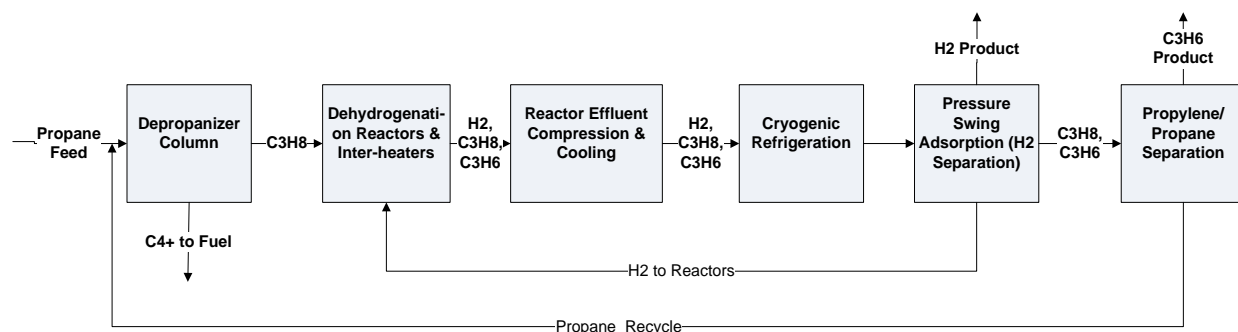 Propane
Feed
Depropanizer
Column
C4+ to Fuel
C3H8
Dehydrogenati-
on Reactors &
Inter-heaters
H2,
C3H8,
C3H6
Reactor Effluent
Compression &
Cooling
H2,
C3H8,
C3H6
Cryogenic
Refrigeration
H2 Product
Pressure
Swing
Adsorption (H2
Separation)
C3H8,
C3H6
C3H6
Product
Propylene/
Propane
Separation
H2 to Reactors
Propane Recycle